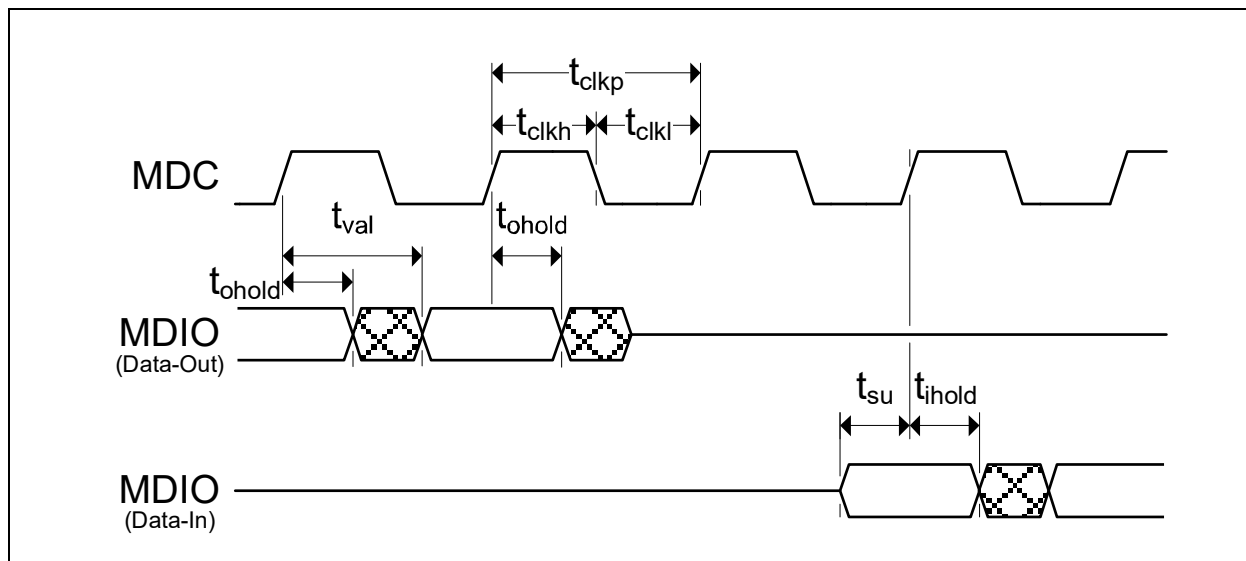 tclkp
tclkh
tclkl
MDC
tval
tohold
tohold
MDIO
(Data-Out)
tsu
tihold
MDIO
(Data-In)